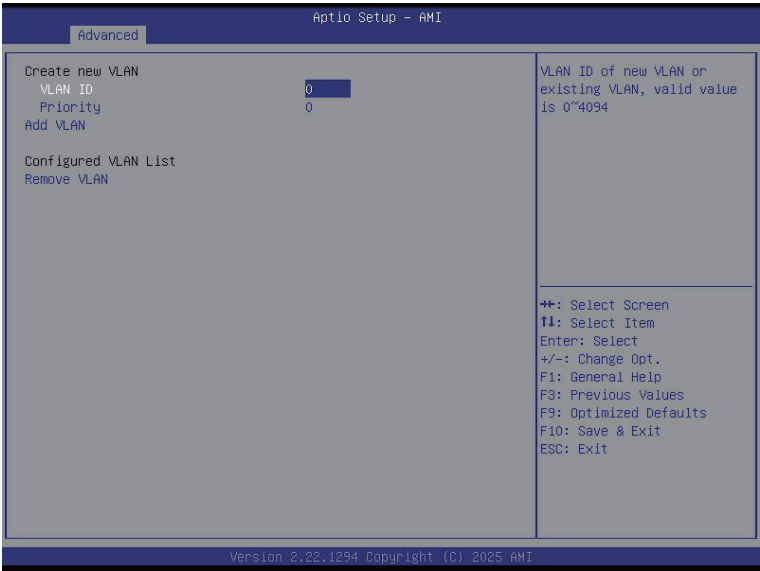 Aptio Setup – AMI
Advanced
Create new VLAN
VLAN ID 0
Priority 0
Add VLAN
Configured VLAN List
Remove VLAN
VLAN ID of new VLAN or
existing VLAN, valid value
is 0~4094
→←: Select Screen
↑↓: Select Item
Enter: Select
+/-: Change Opt.
F1: General Help
F3: Previous Values
F9: Optimized Defaults
F10: Save & Exit
ESC: Exit
Version 2.22.1294 Copyright (C) 2025 AMI